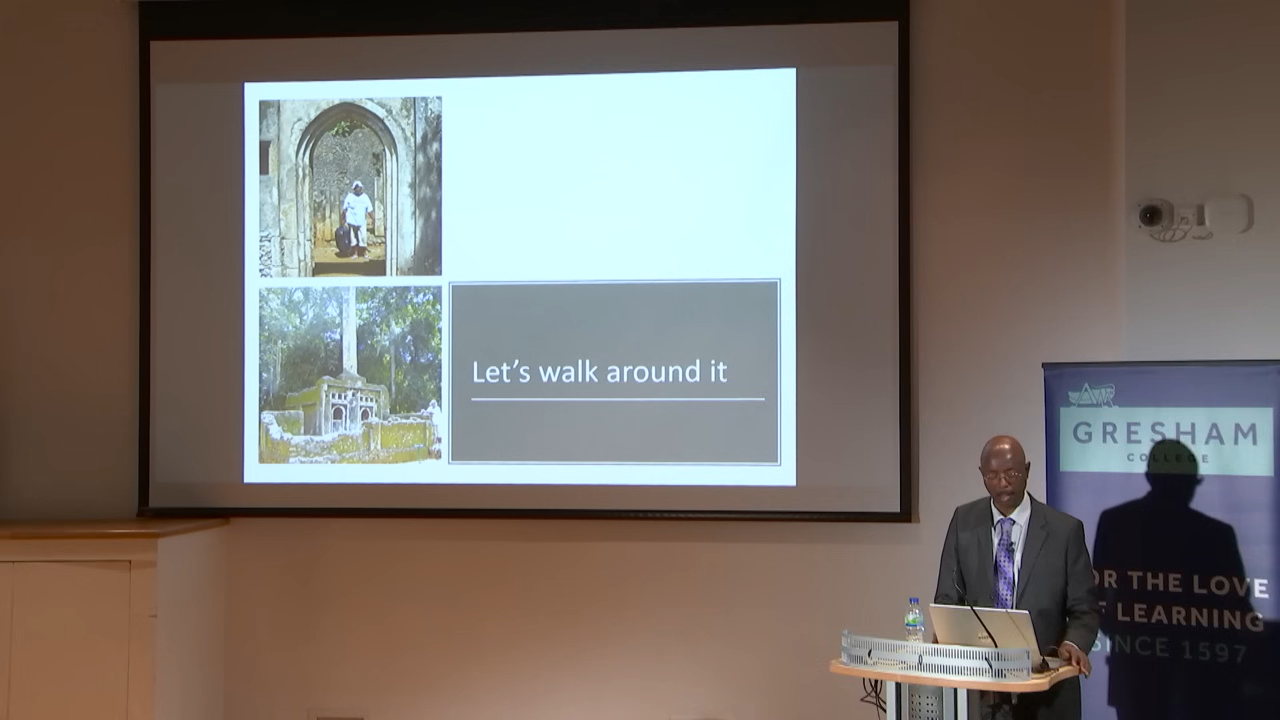 Let's walk around it
GRESHAM
COLLEGE
OR THE LOVE
F LEARNING
SINCE 1597